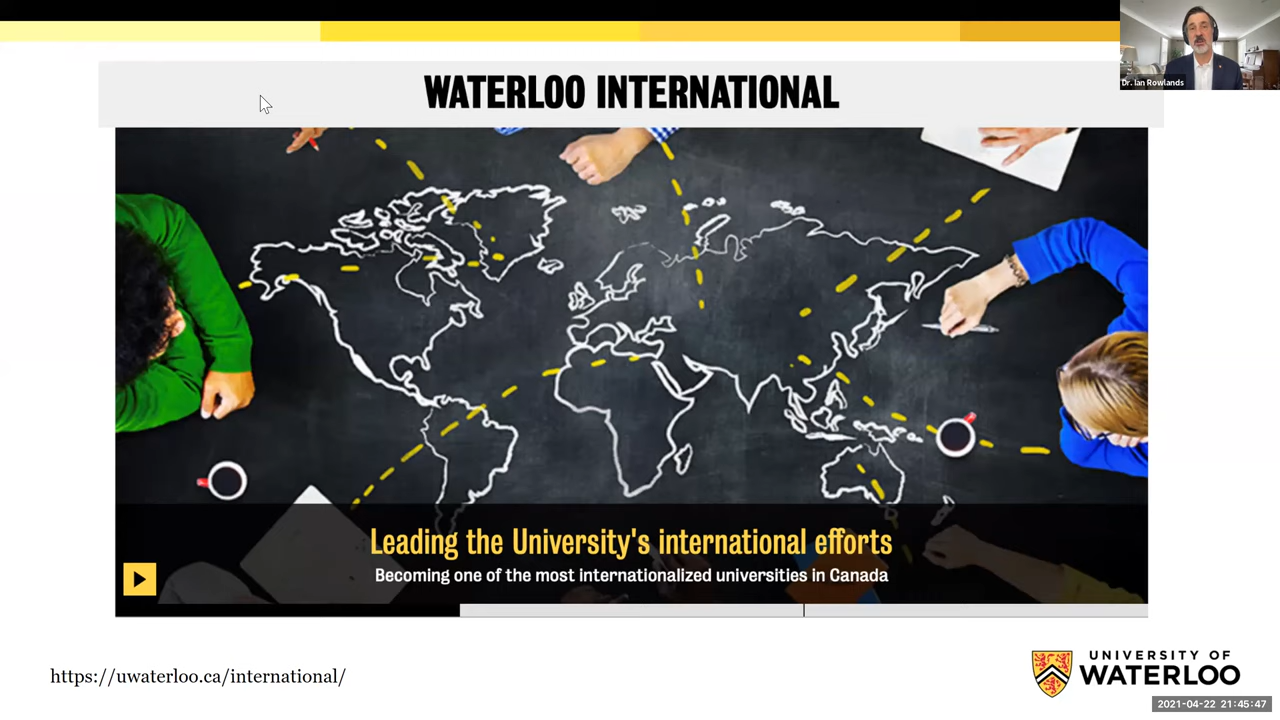 Dr. Ian Rowlands
WATERLOO INTERNATIONAL
Leading the University's international efforts
Becoming one of the most internationalized universities in Canada
https://uwaterloo.ca/international/
UNIVERSITY OF
WATERLOO
2021-04-22 21:45:47